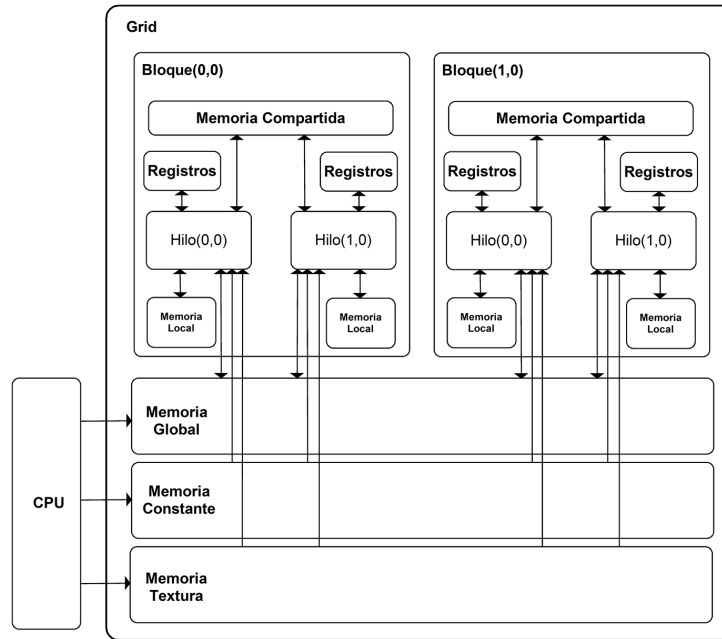 Grid
Bloque(0,0)
Memoria Compartida
Registros
Registros
Hilo(0,0)
Hilo(1,0)
Memoria
Local
Memoria
Local
Bloque(1,0)
Memoria Compartida
Registros
Registros
Hilo(0,0)
Hilo(1,0)
Memoria
Local
Memoria
Local
CPU
Memoria
Global
Memoria
Constante
Memoria
Textura